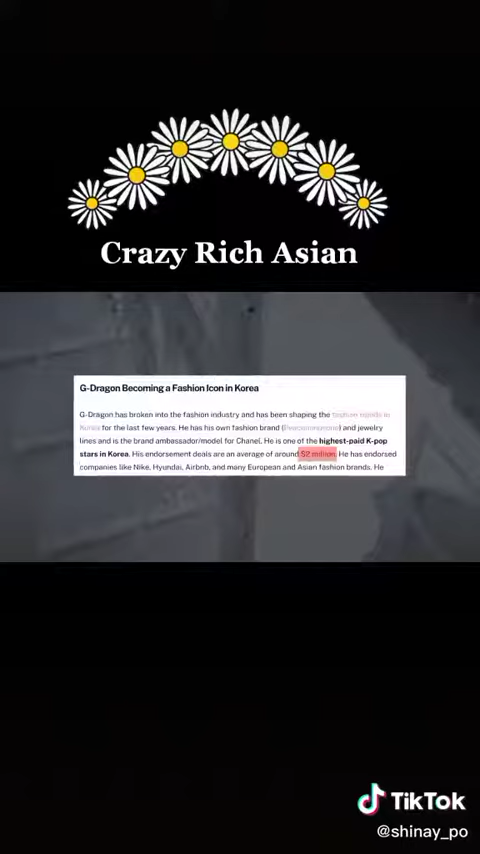 Crazy Rich Asian
G-Dragon Becoming a Fashion Icon in Korea
G-Dragon has broken into the fashion industry and has been shaping the fashion trends in
Korea for the last few years. He has his own fashion brand (Peaceminusone) and jewelry
lines and is the brand ambassador/model for Chanel. He is one of the highest-paid K-pop
stars in Korea. His endorsement deals are an average of around $2 million. He has endorsed
companies like Nike, Hyundai, Airbnb, and many European and Asian fashion brands. He
TikTok
@shinay_po